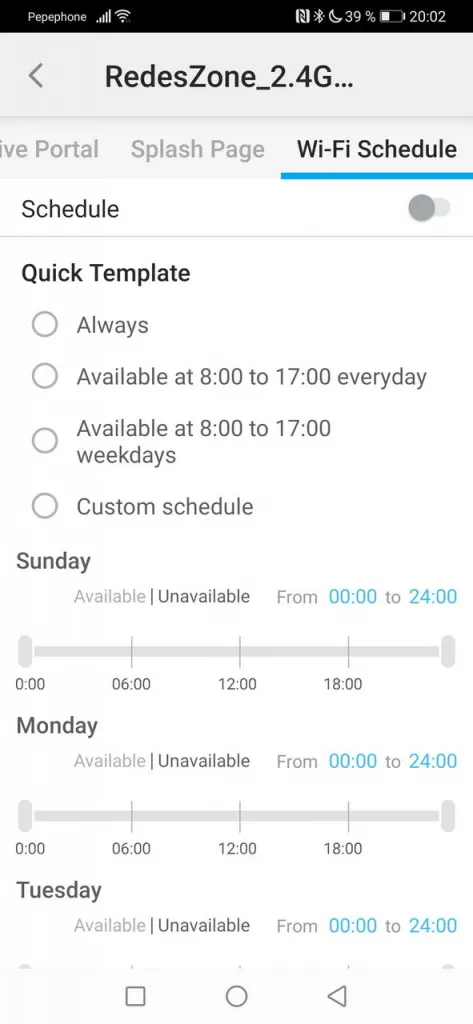 Pepephone 39 % 20:02
RedesZone_2.4G...
ive Portal Splash Page Wi-Fi Schedule
Schedule
Quick Template
Always
Available at 8:00 to 17:00 everyday
Available at 8:00 to 17:00
weekdays
Custom schedule
Sunday
Available | Unavailable From 00:00 to 24:00
0:00 06:00 12:00 18:00
Monday
Available | Unavailable From 00:00 to 24:00
0:00 06:00 12:00 18:00
Tuesday
Available | Unavailable From 00:00 to 24:00